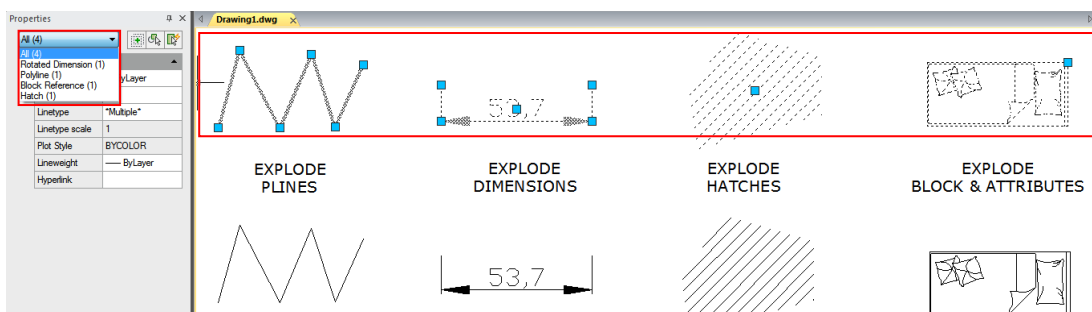 Properties
Drawing1.dwg
All (4)
All (4)
Rotated Dimension (1)
Polyline (1)
Block Reference (1)
Hatch (1)
yLayer
Linetype "Multiple"
Linetype scale 1
Plot Style BYCOLOR
Lineweight ByLayer
Hyperlink
53,7
EXPLODE
PLINES
EXPLODE
DIMENSIONS
EXPLODE
HATCHES
EXPLODE
BLOCK & ATTRIBUTES
53,7